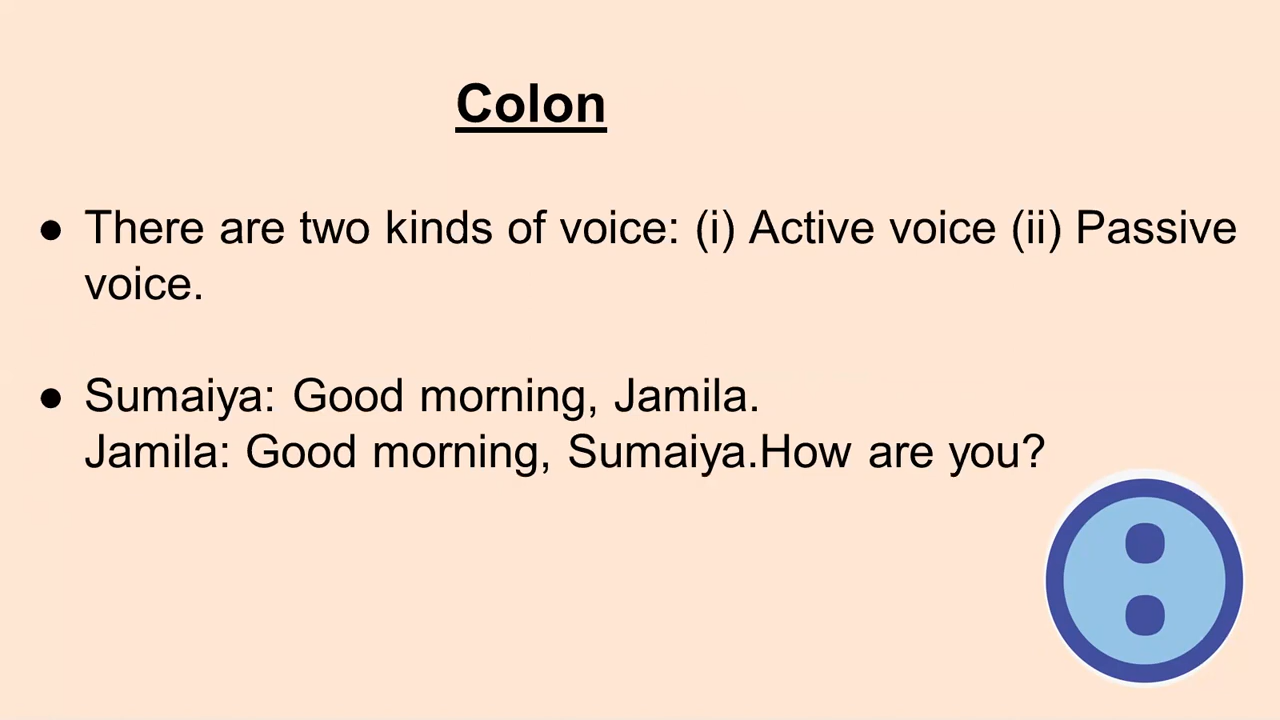 Colon
● There are two kinds of voice: (i) Active voice (ii) Passive
voice.
● Sumaiya: Good morning, Jamila.
Jamila: Good morning, Sumaiya.How are you?
: